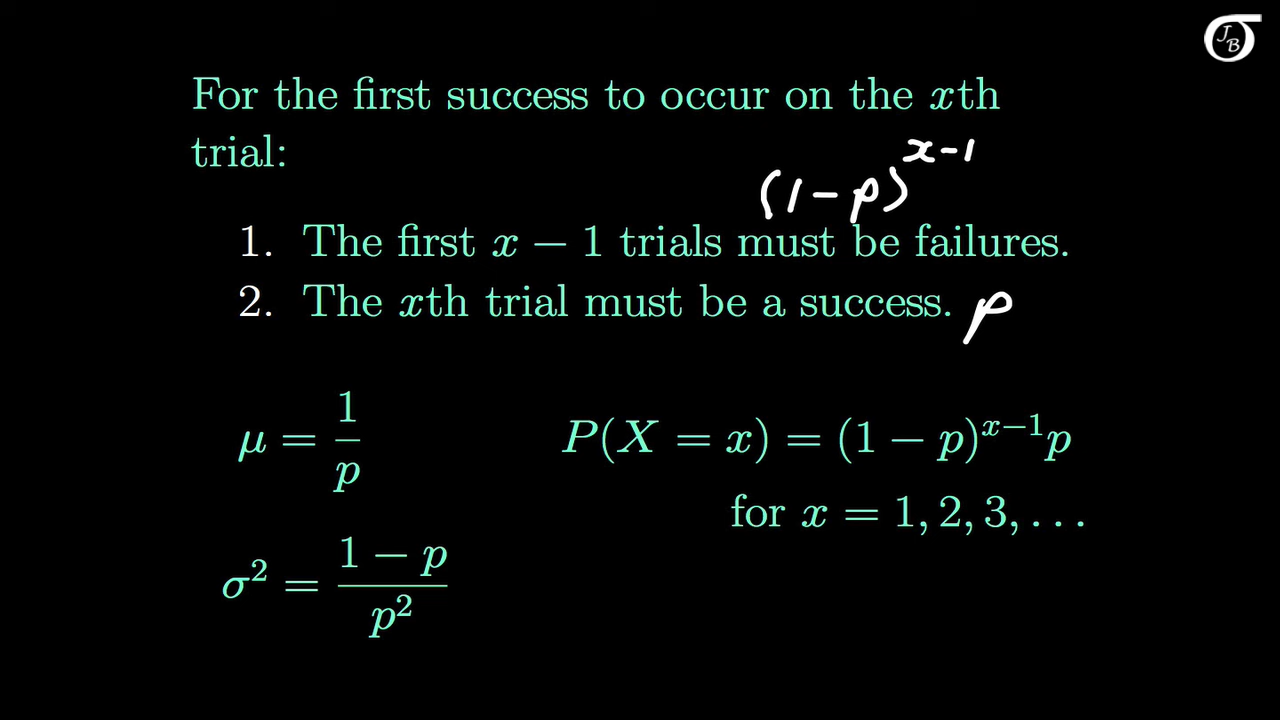 JB
For the first success to occur on the xth
trial:
(1-p)^{x-1}
1. The first x − 1 trials must be failures.
2. The xth trial must be a success. p
μ = 1/p
P(X = x) = (1 − p)^{x−1}p
for x = 1, 2, 3, . . .
σ² = (1 − p)/p²